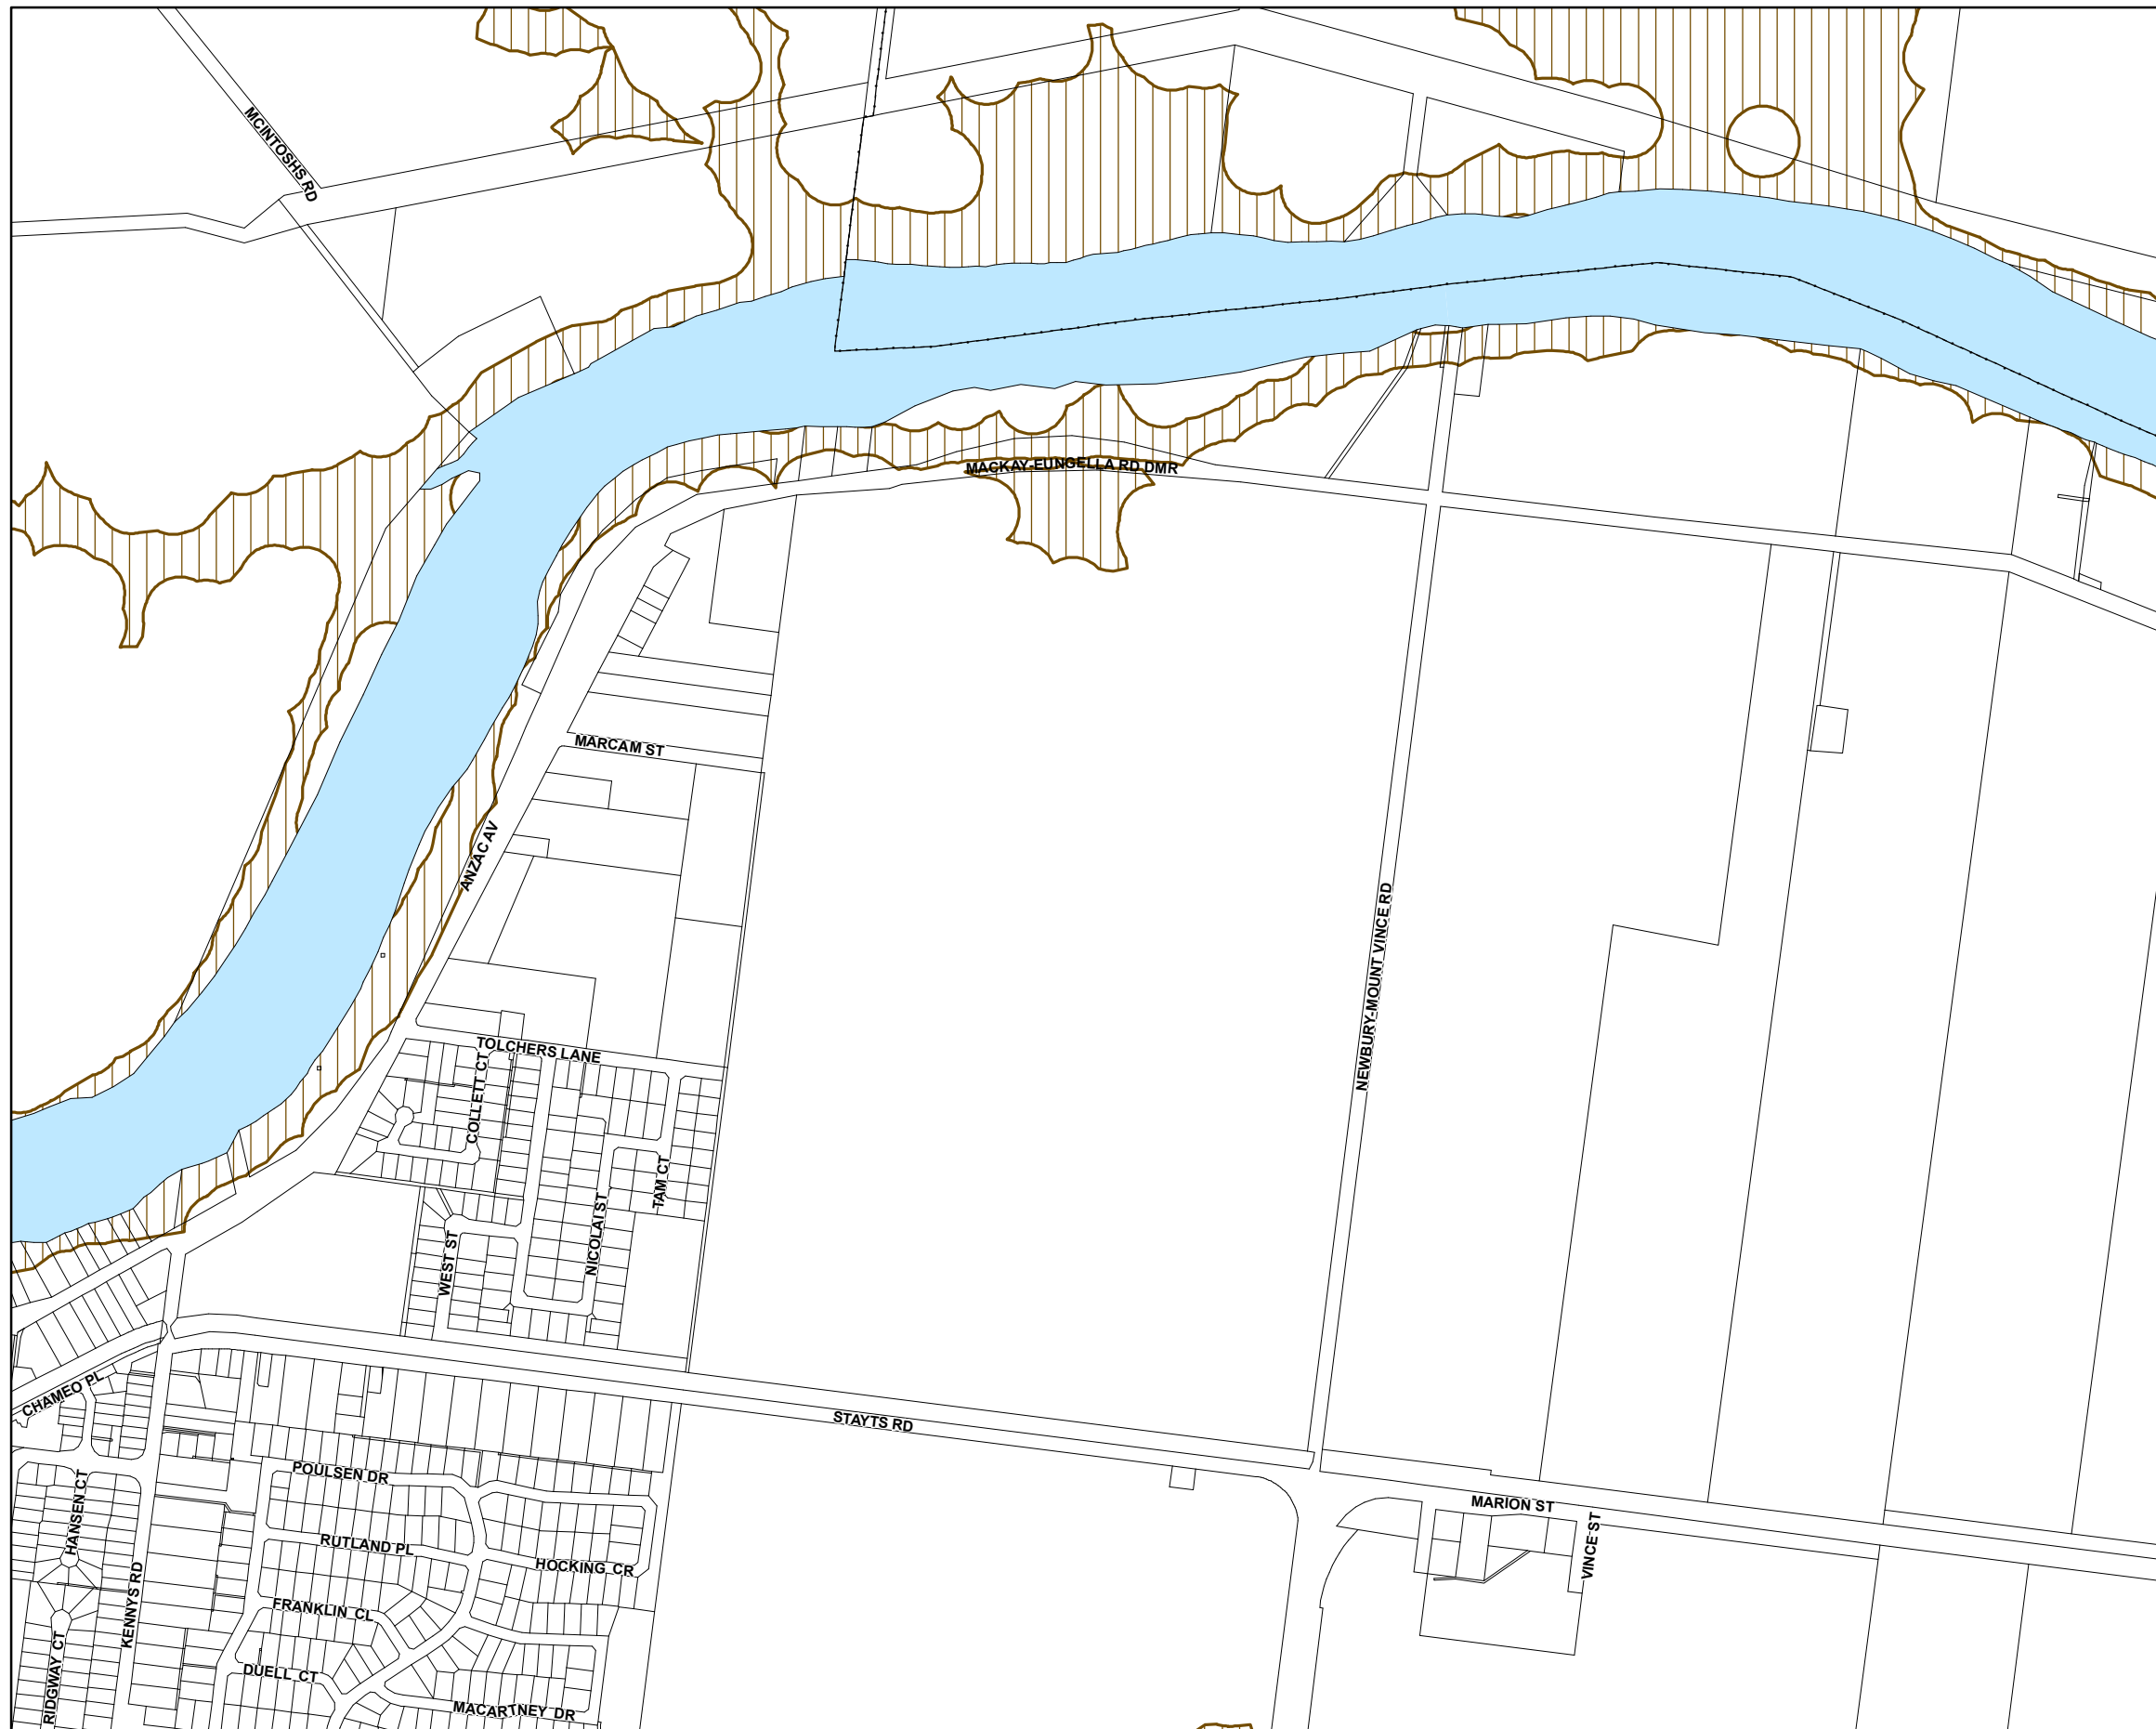 MCINTOSHS RD
MACKAY-EUNGELLA RD DMR
MARCAM ST
ANZAC AV
NEWBURY-MOUNT VINCE RD
TOLCHERS LANE
COLLETT CT
TAM CT
NICOLAI ST
WEST ST
CHAMEO PL
STAYTS RD
POULSEN DR
HANSEN CT
MARION ST
VINCE ST
RUTLAND PL
HOCKING CR
KENNYS RD
FRANKLIN CL
RIDGWAY CT
DUELL CT
MACARTNEY DR